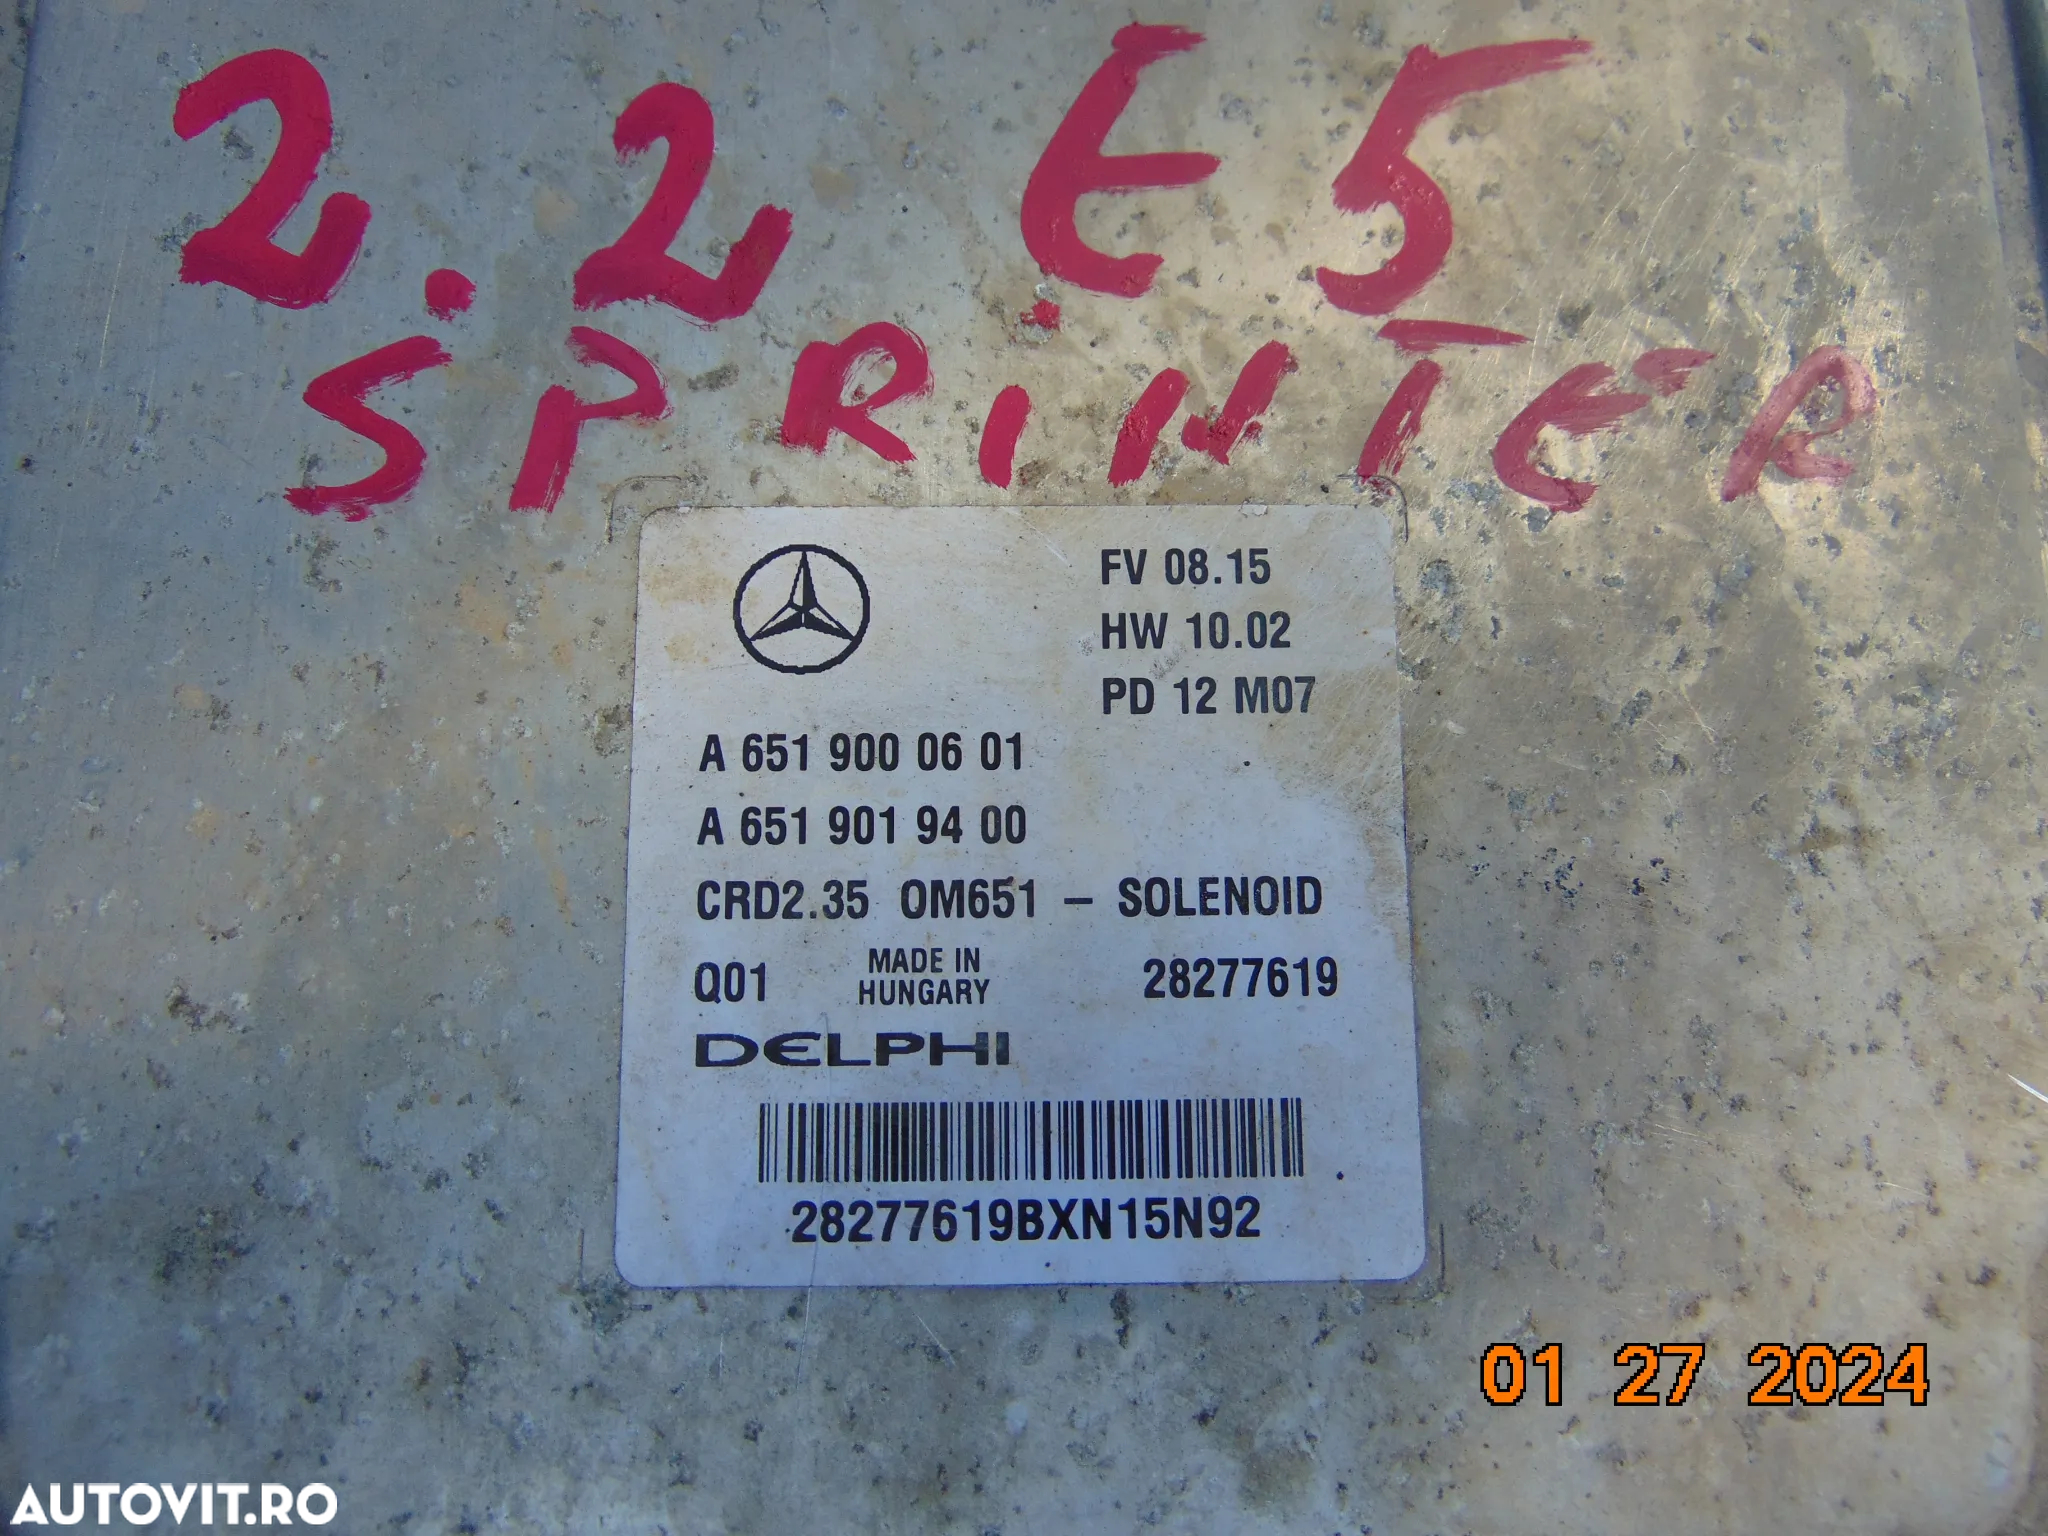 2.2 E5
SPRINTER
FV 08.15
HW 10.02
PD 12 M07
A 651 900 06 01
A 651 901 94 00
CRD2.35 OM651 – SOLENOID
Q01 MADE IN HUNGARY 28277619
DELPHI
28277619BXN15N92
01 27 2024
AUTOVIT.RO